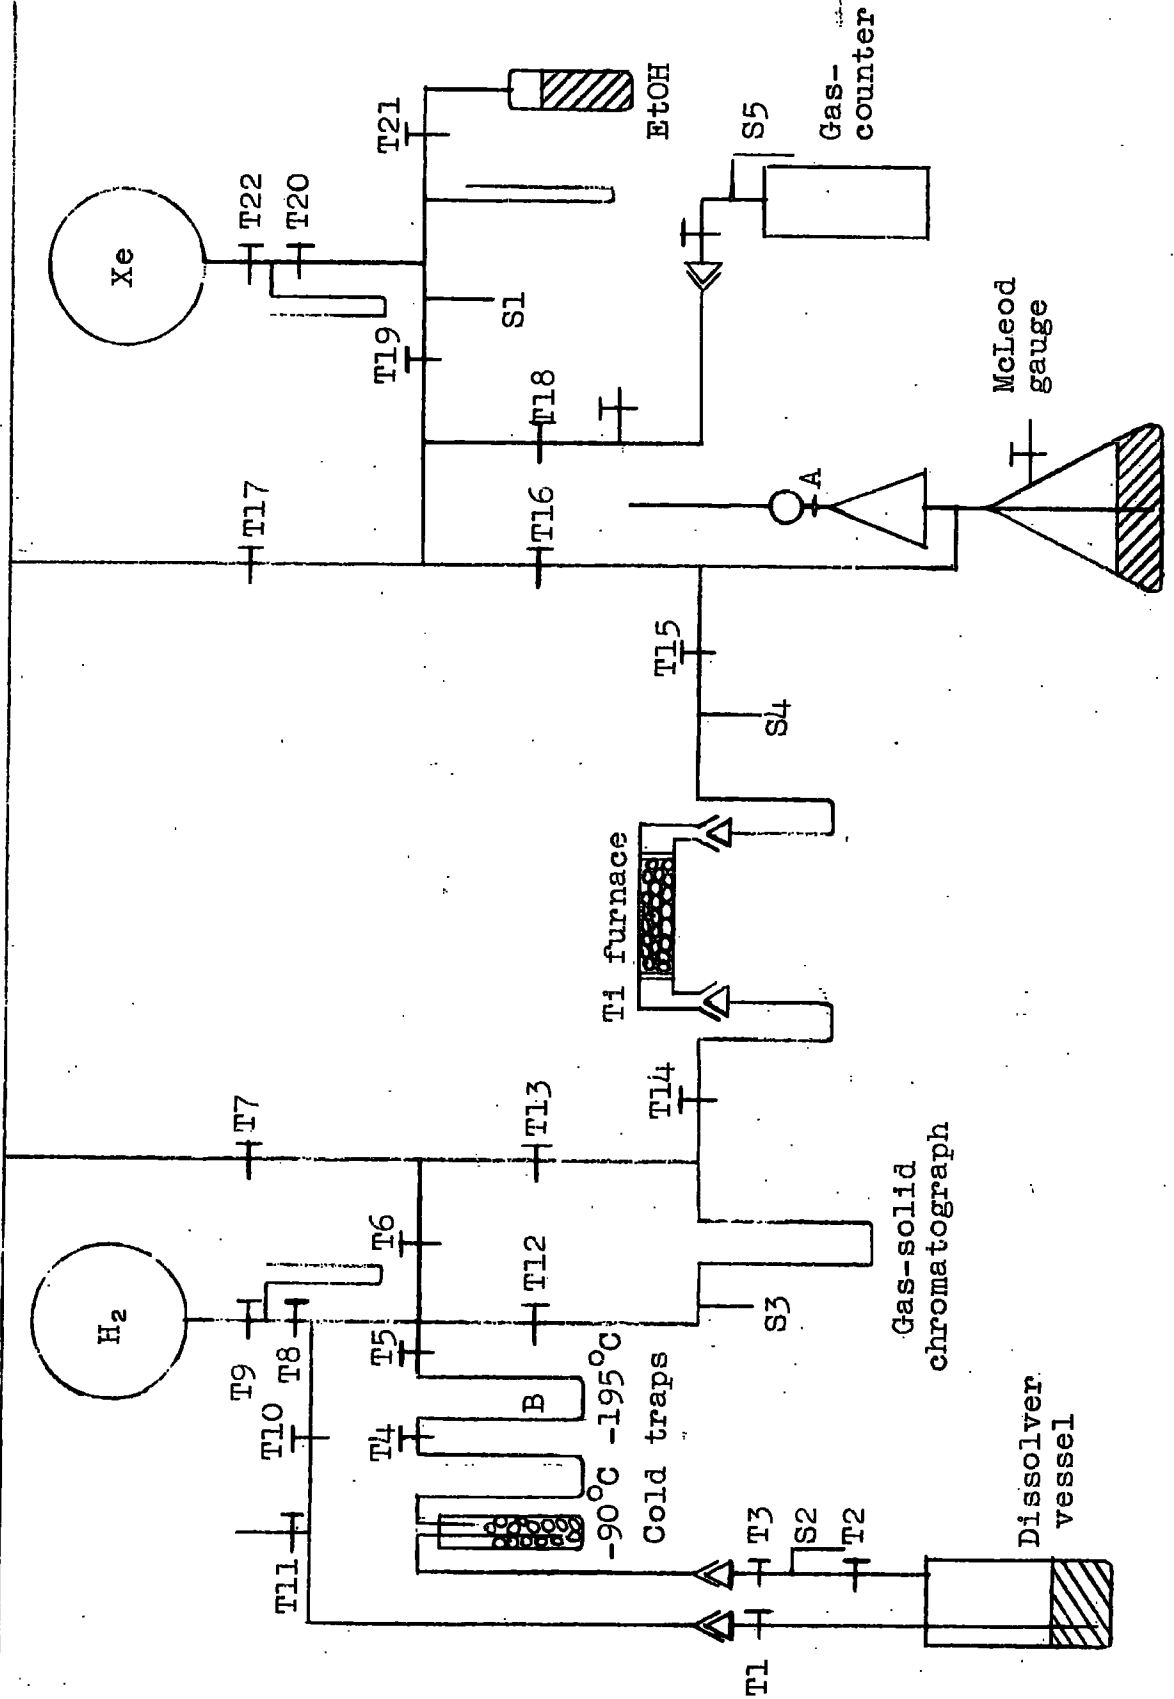 Xe
T22
T20
T21
EtOH
S1
T19
T18
S5
Gas-
counter
T17
T16
A
McLeod
gauge
T15
S4
Ti furnace
T14
T7
T13
T6
T12
S3
Gas-solid
chromatograph
H₂
T9
T8
T5
T10
T4
B
T11
-90°C -195°C
Cold traps
T3
S2
T2
T1
Dissolver
vessel